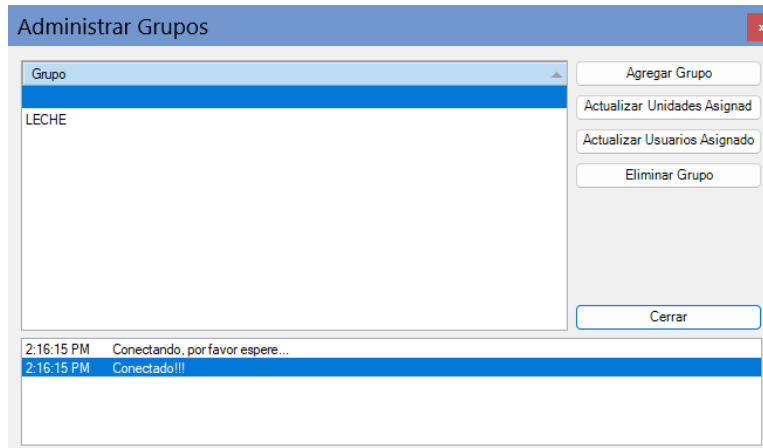 Administrar Grupos
x
Grupo
LECHE
Agregar Grupo
Actualizar Unidades Asignad
Actualizar Usuarios Asignado
Eliminar Grupo
Cerrar
2:16:15 PM Conectando, por favor espere...
2:16:15 PM Conectado!!!